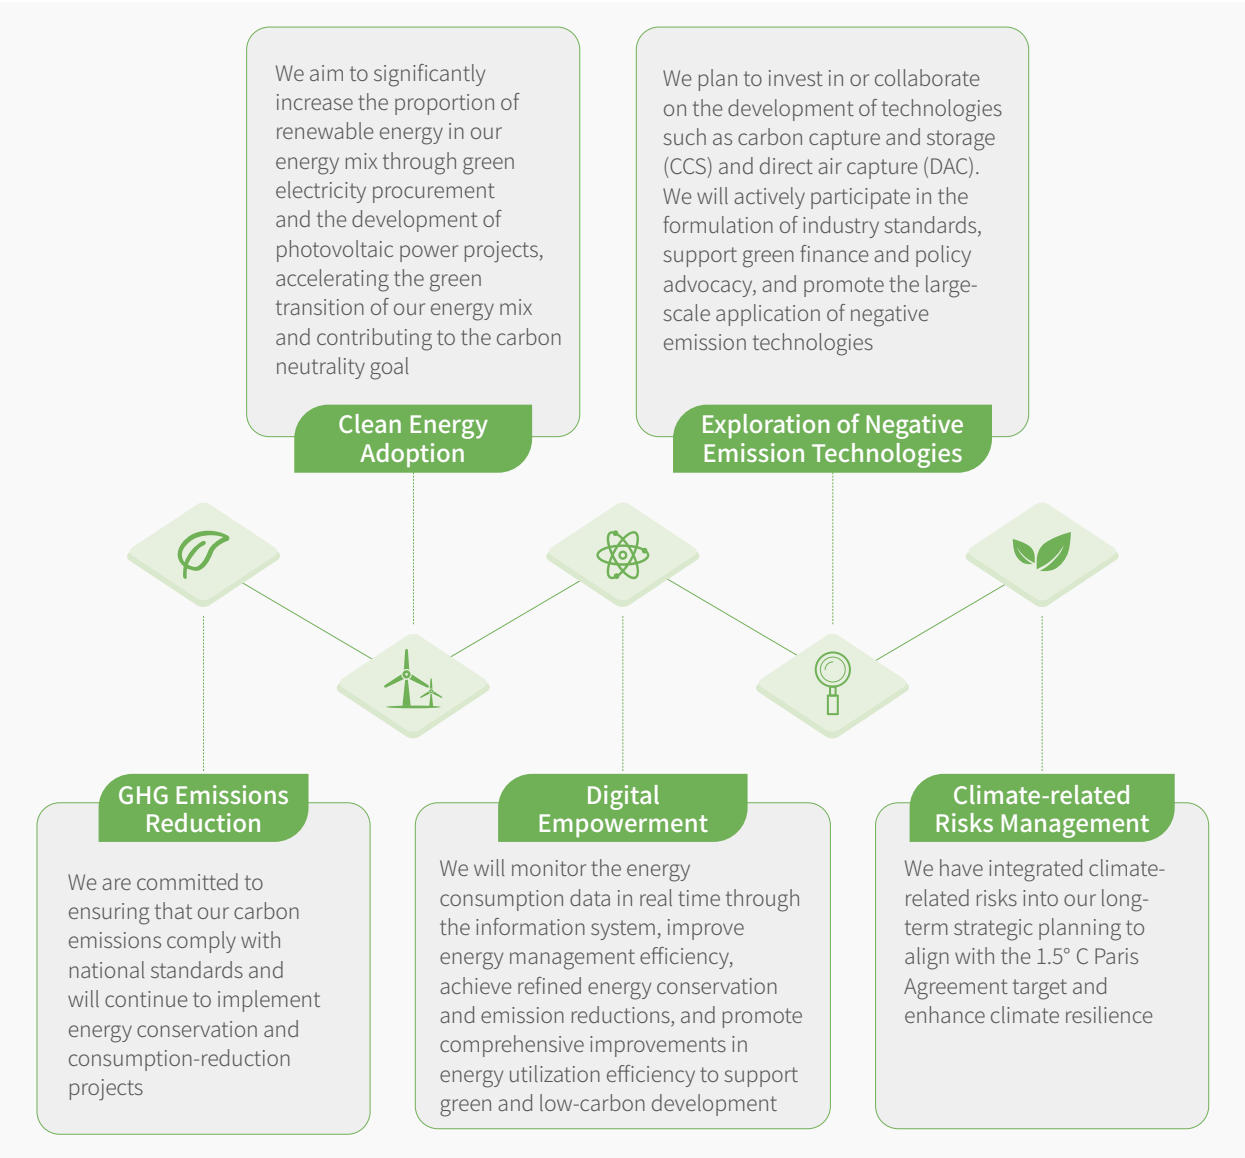 We aim to significantly
increase the proportion of
renewable energy in our
energy mix through green
electricity procurement
and the development of
photovoltaic power projects,
accelerating the green
transition of our energy mix
and contributing to the carbon
neutrality goal
Clean Energy
Adoption
We plan to invest in or collaborate
on the development of technologies
such as carbon capture and storage
(CCS) and direct air capture (DAC).
We will actively participate in the
formulation of industry standards,
support green finance and policy
advocacy, and promote the large-
scale application of negative
emission technologies
Exploration of Negative
Emission Technologies
GHG Emissions
Reduction
We are committed to
ensuring that our carbon
emissions comply with
national standards and
will continue to implement
energy conservation and
consumption-reduction
projects
Digital
Empowerment
We will monitor the energy
consumption data in real time through
the information system, improve
energy management efficiency,
achieve refined energy conservation
and emission reductions, and promote
comprehensive improvements in
energy utilization efficiency to support
green and low-carbon development
Climate-related
Risks Management
We have integrated climate-
related risks into our long-
term strategic planning to
align with the 1.5° C Paris
Agreement target and
enhance climate resilience